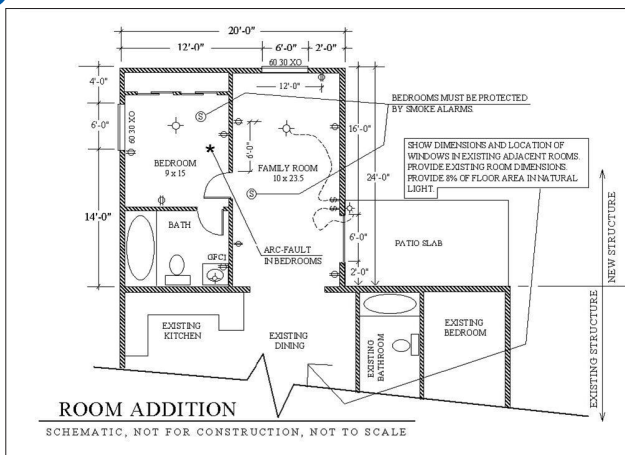 20'-0"
12'-0"
6'-0"
2'-0"
60 30 XO
4'-0"
12'-0"
BEDROOMS MUST BE PROTECTED
BY SMOKE ALARMS.
6'-0"
60 30 XO
S
16'-0"
SHOW DIMENSIONS AND LOCATION OF
WINDOWS IN EXISTING ADJACENT ROOMS.
PROVIDE EXISTING ROOM DIMENSIONS.
PROVIDE 8% OF FLOOR AREA IN NATURAL
LIGHT.
6'-0"
BEDROOM
9 x 15
FAMILY ROOM
10 x 23.5
24'-0"
S
14'-0"
S
S
BATH
6'-0"
PATIO SLAB
NEW STRUCTURE
ARC-FAULT
IN BEDROOMS
GFCI
2'-0"
EXISTING
KITCHEN
EXISTING
DINING
EXISTING
BATHROOM
EXISTING
BEDROOM
EXISTING STRUCTURE
ROOM ADDITION
SCHEMATIC, NOT FOR CONSTRUCTION, NOT TO SCALE